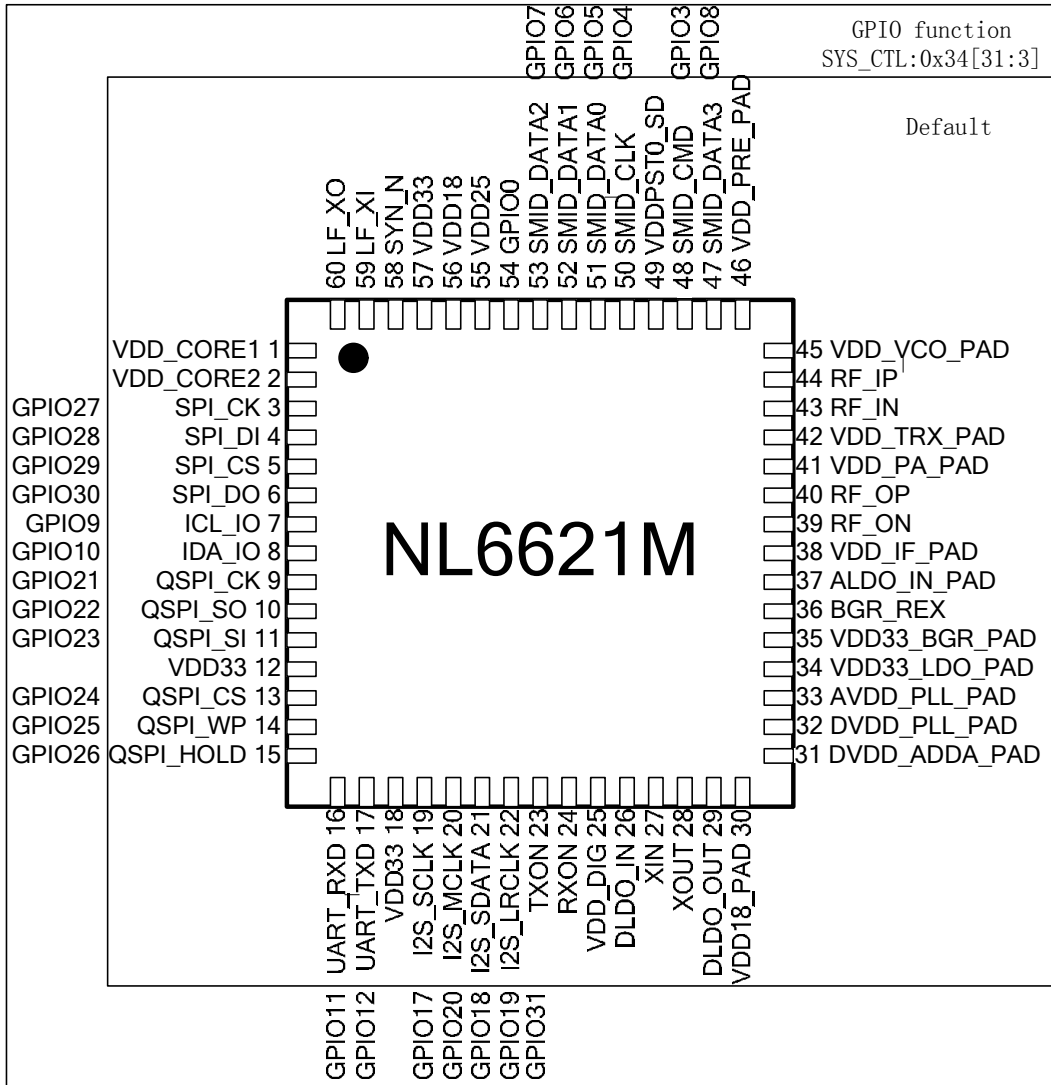 GPIO function
SYS_CTL:0x34[31:3]
Default
GPIO7
GPIO6
GPIO5
GPIO4
GPIO3
GPIO8
60 LF_XO
59 LF_XI
58 SYN_N
57 VDD33
56 VDD18
55 VDD25
54 GPIO0
53 SMID_DATA2
52 SMID_DATA1
51 SMID_DATA0
50 SMID_CLK
49 VDDPST0_SD
48 SMID_CMD
47 SMID_DATA3
46 VDD_PRE_PAD
VDD_CORE1 1
VDD_CORE2 2
GPIO27 SPI_CK 3
GPIO28 SPI_DI 4
GPIO29 SPI_CS 5
GPIO30 SPI_DO 6
GPIO9 ICL_IO 7
GPIO10 IDA_IO 8
GPIO21 QSPI_CK 9
GPIO22 QSPI_SO 10
GPIO23 QSPI_SI 11
VDD33 12
GPIO24 QSPI_CS 13
GPIO25 QSPI_WP 14
GPIO26 QSPI_HOLD 15
NL6621M
45 VDD_VCO_PAD
44 RF_IP
43 RF_IN
42 VDD_TRX_PAD
41 VDD_PA_PAD
40 RF_OP
39 RF_ON
38 VDD_IF_PAD
37 ALDO_IN_PAD
36 BGR_REX
35 VDD33_BGR_PAD
34 VDD33_LDO_PAD
33 AVDD_PLL_PAD
32 DVDD_PLL_PAD
31 DVDD_ADDA_PAD
UART_RXD 16
UART_TXD 17
VDD33 18
I2S_SCLK 19
I2S_MCLK 20
I2S_SDATA 21
I2S_LRCLK 22
TXON 23
RXON 24
VDD_DIG 25
DLDO_IN 26
XIN 27
XOUT 28
DLDO_OUT 29
VDD18_PAD 30
GPIO11
GPIO12
GPIO17
GPIO20
GPIO18
GPIO19
GPIO31